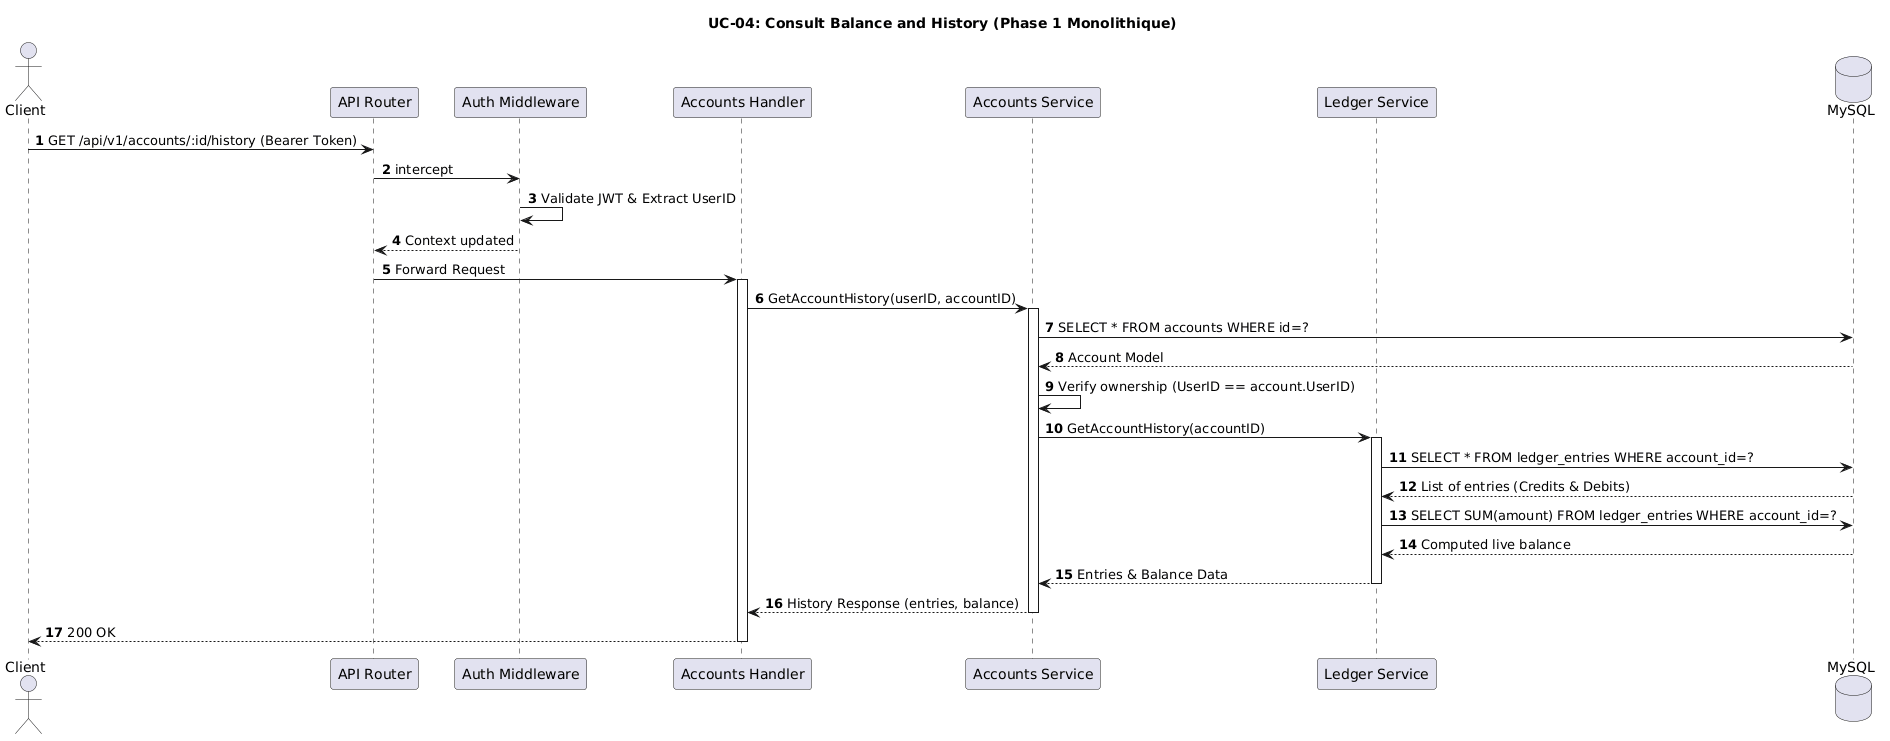 UC-04: Consult Balance and History (Phase 1 Monolithique)
Client
API Router
Auth Middleware
Accounts Handler
Accounts Service
Ledger Service
MySQL
1 GET /api/v1/accounts/:id/history (Bearer Token)
2 intercept
3 Validate JWT & Extract UserID
4 Context updated
5 Forward Request
6 GetAccountHistory(userID, accountID)
7 SELECT * FROM accounts WHERE id=?
8 Account Model
9 Verify ownership (UserID == account.UserID)
10 GetAccountHistory(accountID)
11 SELECT * FROM ledger_entries WHERE account_id=?
12 List of entries (Credits & Debits)
13 SELECT SUM(amount) FROM ledger_entries WHERE account_id=?
14 Computed live balance
15 Entries & Balance Data
16 History Response (entries, balance)
17 200 OK
Client
API Router
Auth Middleware
Accounts Handler
Accounts Service
Ledger Service
MySQL